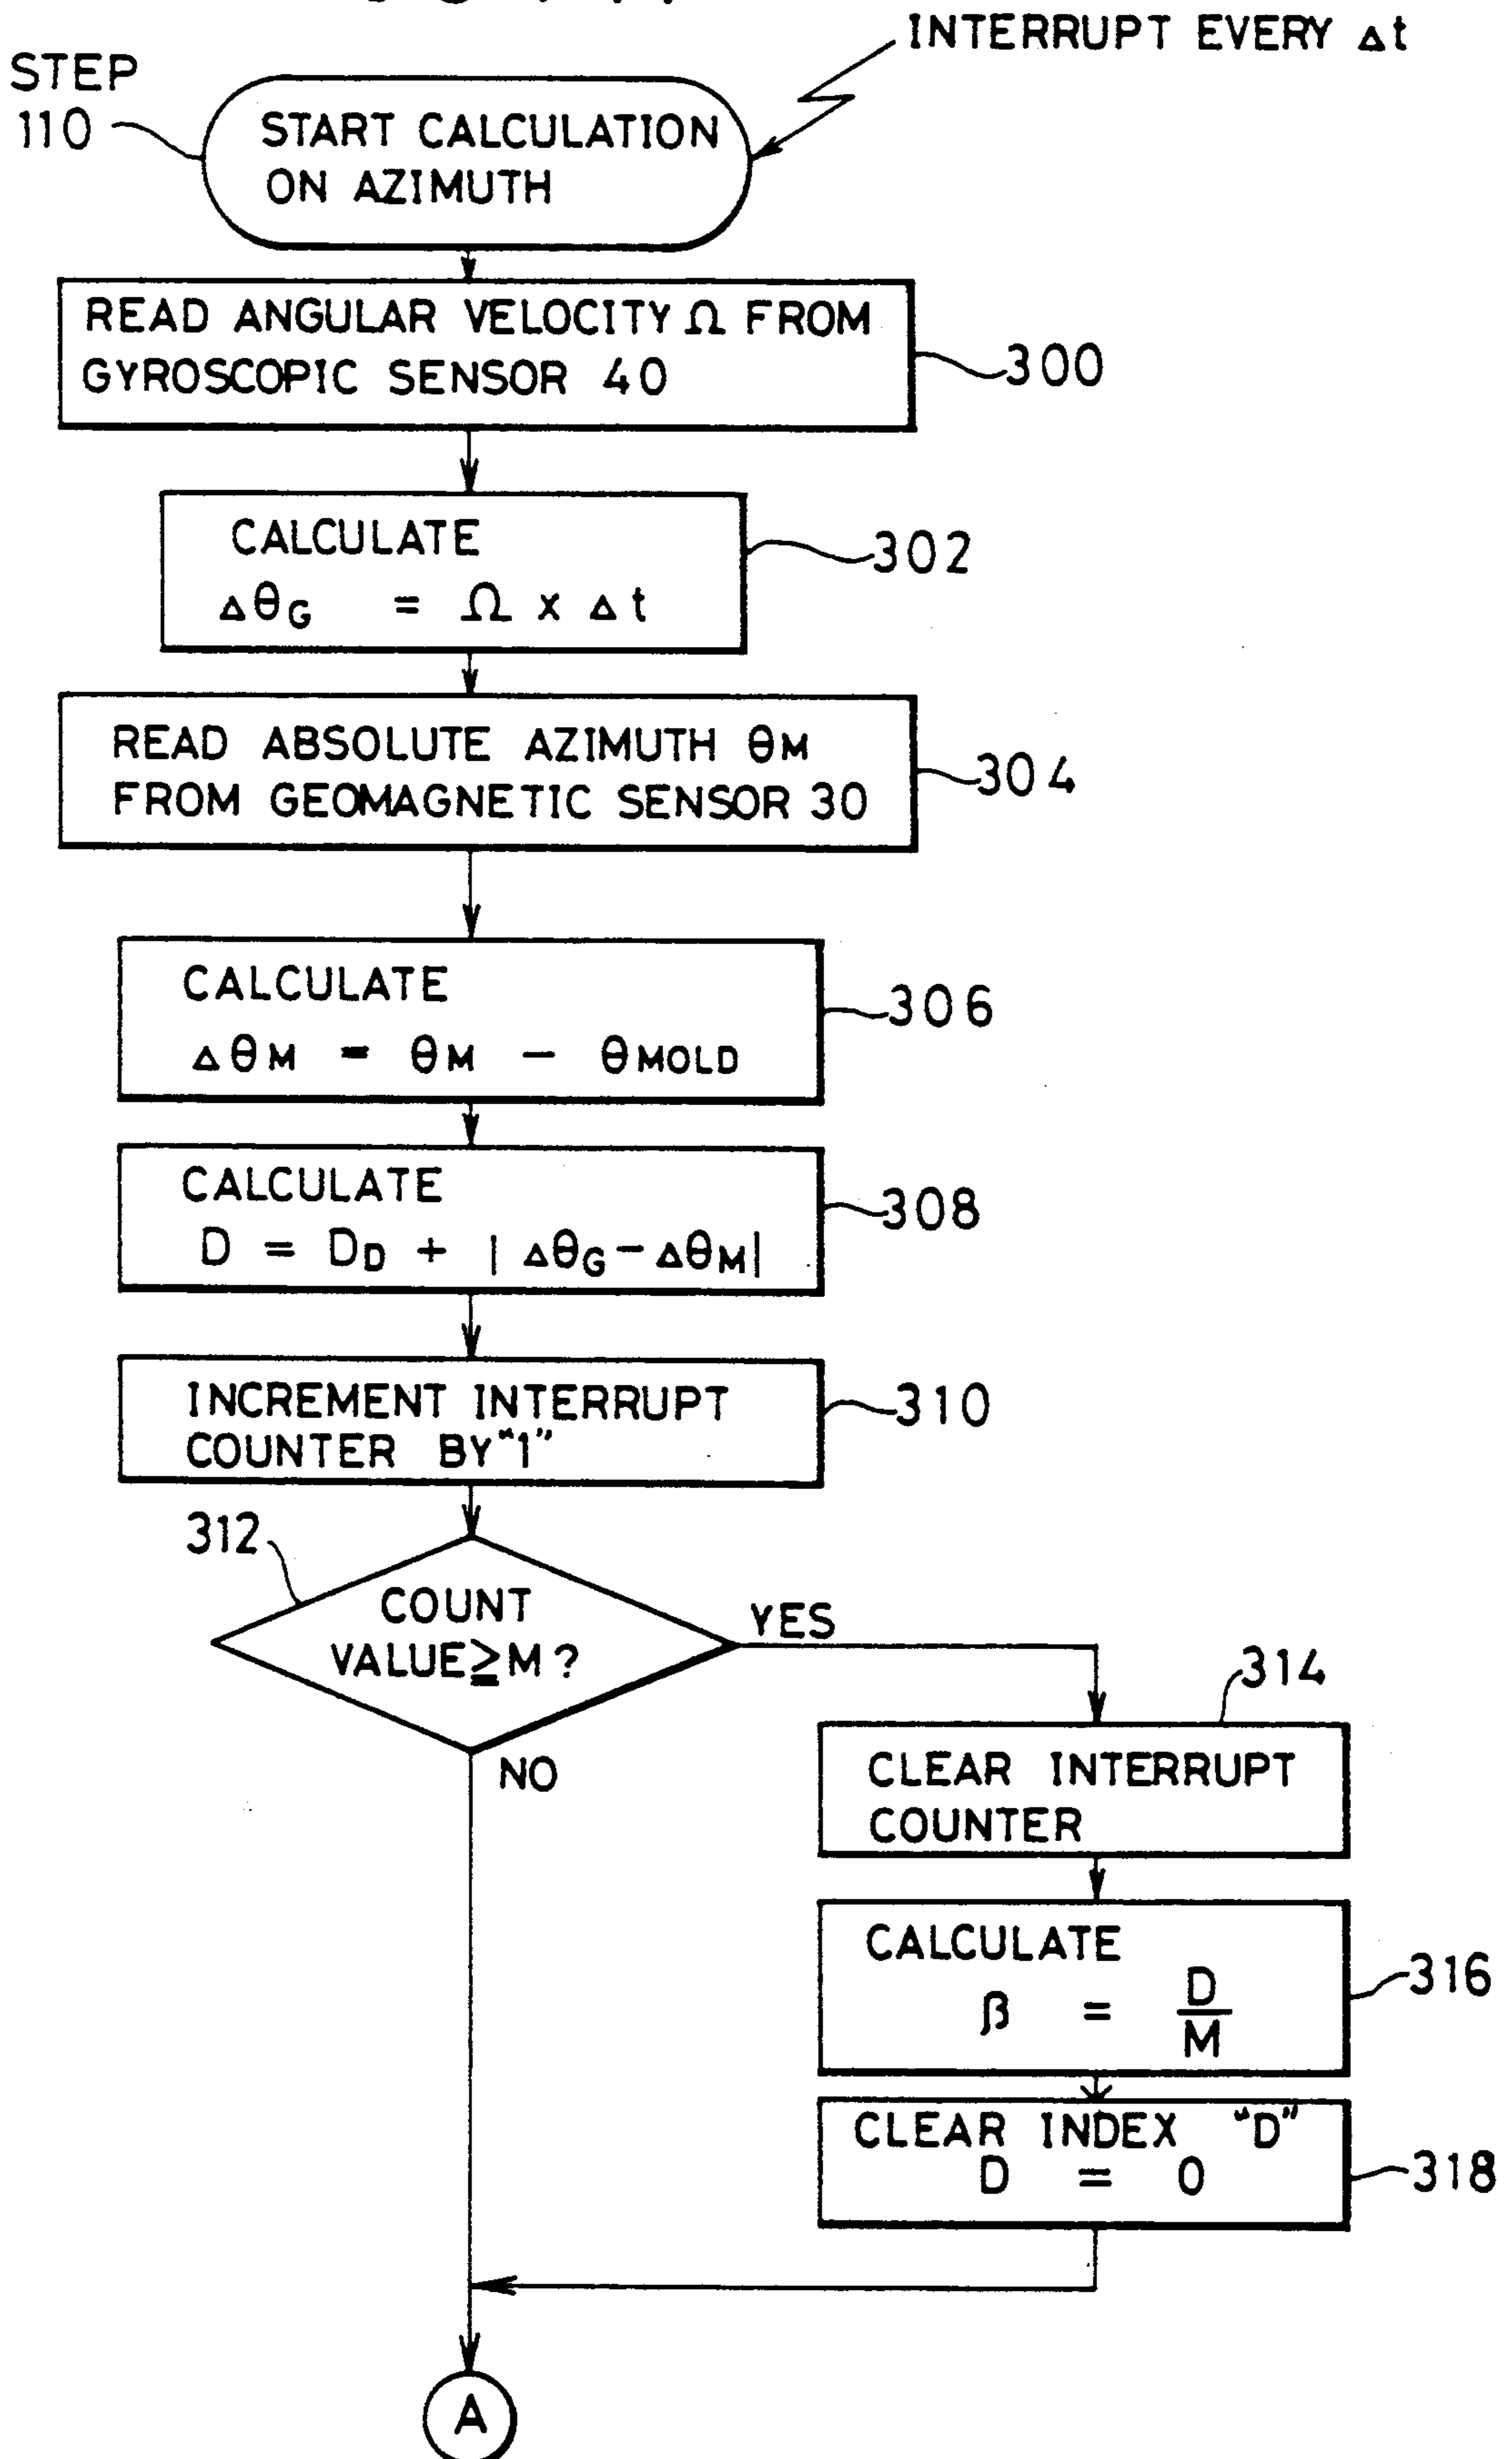 INTERRUPT EVERY Δt
STEP
110
START CALCULATION
ON AZIMUTH
READ ANGULAR VELOCITY Ω FROM
GYROSCOPIC SENSOR 40
300
CALCULATE
302
ΔθG = Ω x Δt
READ ABSOLUTE AZIMUTH θM
FROM GEOMAGNETIC SENSOR 30
304
CALCULATE
306
ΔθM = θM - θMOLD
CALCULATE
308
D = DD + | ΔθG - ΔθM |
INCREMENT INTERRUPT
COUNTER BY "1"
310
312
COUNT
VALUE ≧ M ?
YES
NO
314
CLEAR INTERRUPT
COUNTER
CALCULATE
β = D/M
316
CLEAR INDEX "D"
D = 0
318
A